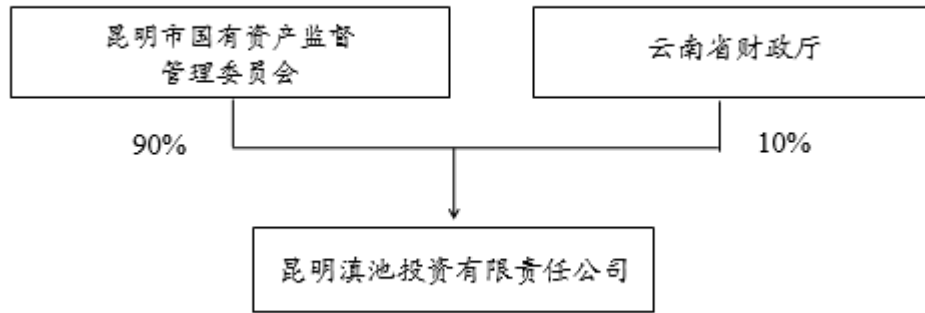 昆明市国有资产监督
管理委员会
云南省财政厅
90%
10%
昆明滇池投资有限责任公司